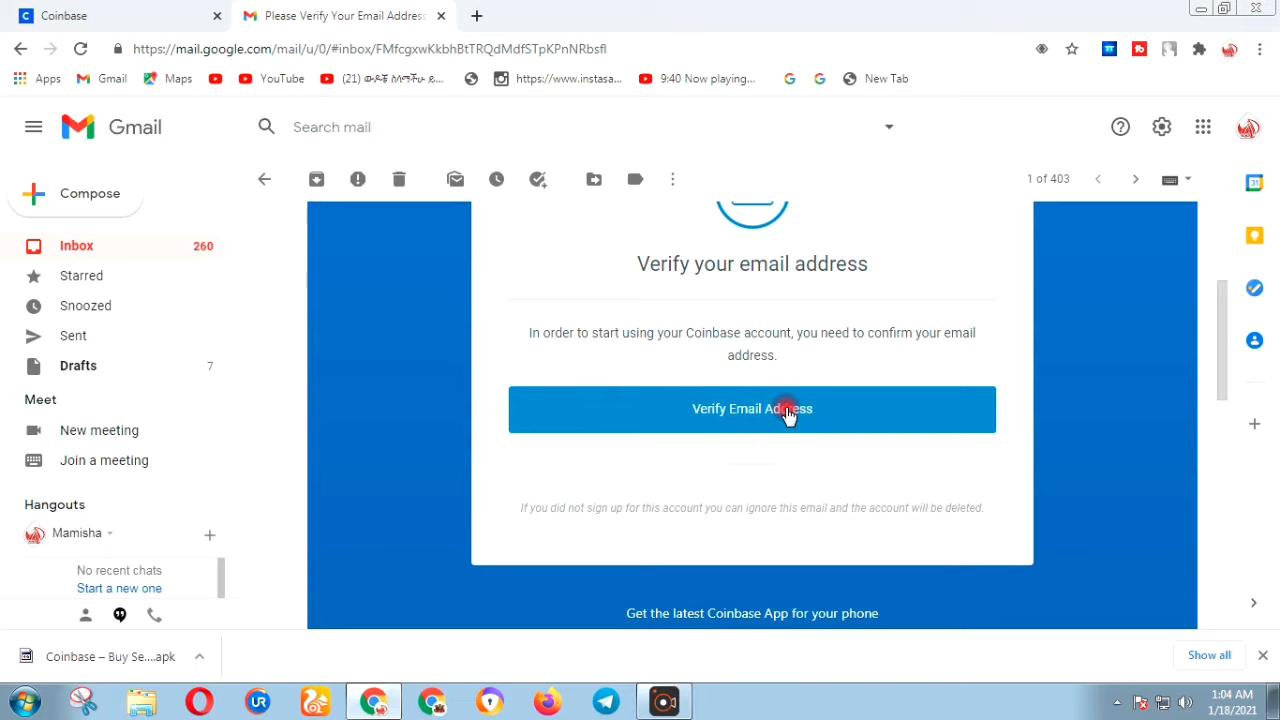 Coinbase
Please Verify Your Email Address
https://mail.google.com/mail/u/0/#inbox/FMfcgxwKkbhBtTRQdMdfSTpKPnNRbsfl
Apps Gmail Maps YouTube (21) ውዶቼ https://www.instasa... 9:40 Now playing... New Tab
Gmail
Search mail
Compose
1 of 403
Inbox 260
Starred
Snoozed
Sent
Drafts 7
Meet
New meeting
Join a meeting
Hangouts
Mamisha
No recent chats
Start a new one
Verify your email address
In order to start using your Coinbase account, you need to confirm your email
address.
Verify Email Address
If you did not sign up for this account you can ignore this email and the account will be deleted.
Get the latest Coinbase App for your phone
Coinbase – Buy Se....apk
Show all
UR
1:04 AM
1/18/2021